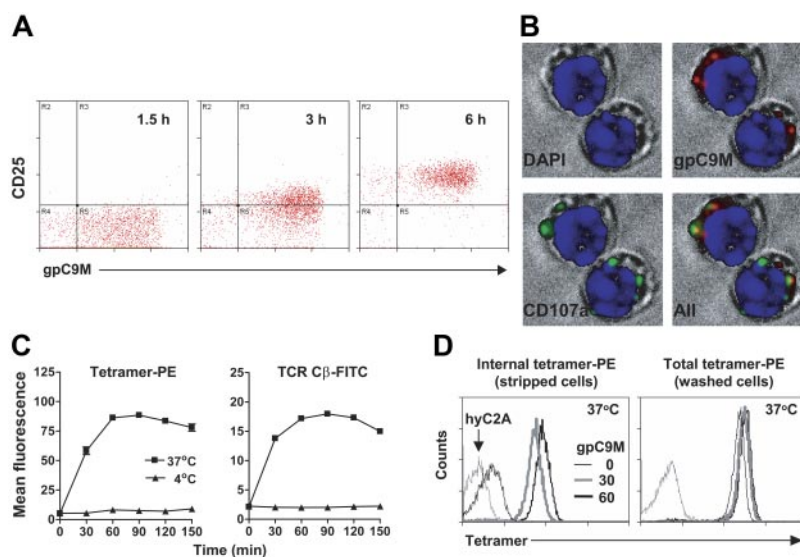 A
B
R2 R3 1.5 h
R2 R3 3 h
R2 R3 6 h
CD25
R4 R5
R4 R5
R4 R5
gpC9M
DAPI
gpC9M
CD107a
All
C
D
Tetramer-PE
TCR Cβ-FITC
Mean fluorescence
125
100
75
50
25
0
37°C
4°C
0 30 60 90 120 150
25
20
15
10
5
0
0 30 60 90 120 150
Time (min)
Internal tetramer-PE
(stripped cells)
Total tetramer-PE
(washed cells)
37°C
37°C
hyC2A
gpC9M
0
30
60
Counts
Tetramer